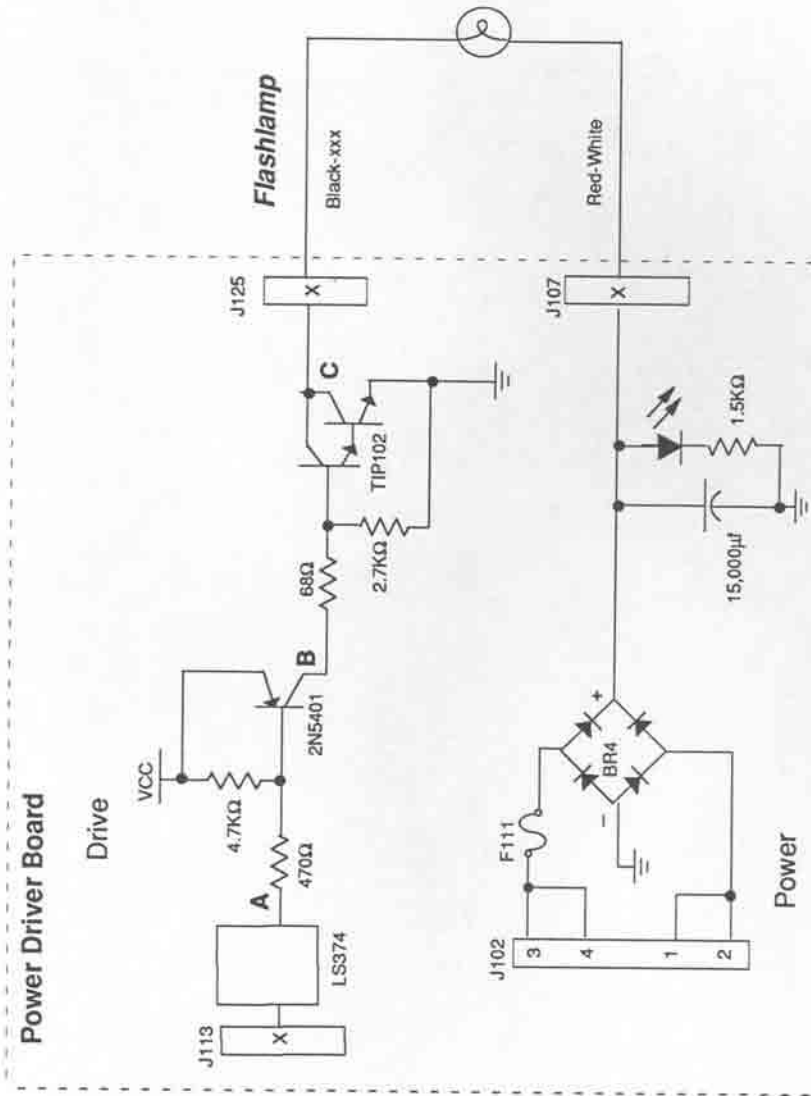 Power Driver Board
Drive
Flashlamp
VCC
4.7KΩ
J113
X
LS374
A
470Ω
2N5401
B
68Ω
2.7KΩ
TIP102
C
J125
X
Black-xxx
J102
3
4
1
2
F111
BR4
+
–
15,000µf
1.5KΩ
J107
X
Red-White
Power